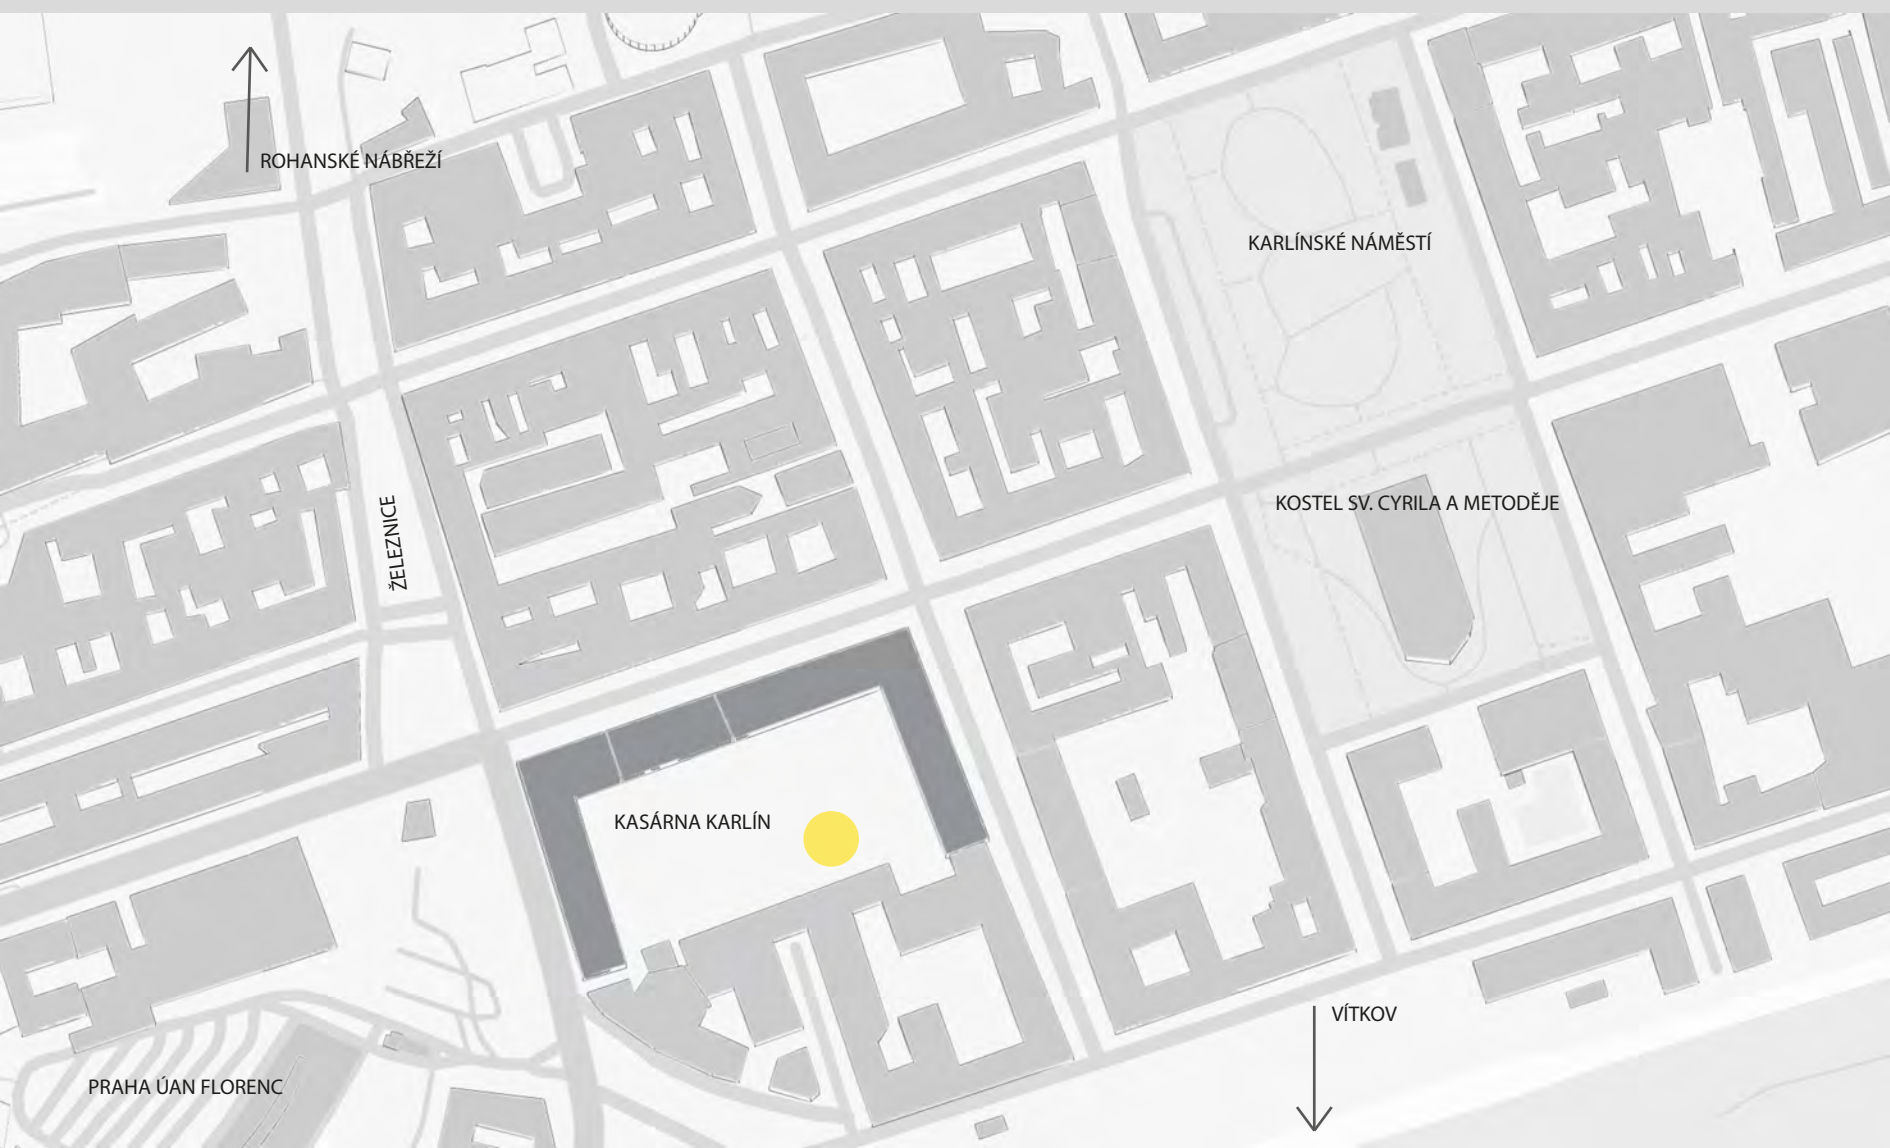 ROHANSKÉ NÁBŘEŽÍ
KARLÍNSKÉ NÁMĚSTÍ
KOSTEL SV. CYRILA A METODĚJE
ŽELEZNICE
KASÁRNA KARLÍN
VÍTKOV
PRAHA ÚAN FLORENC